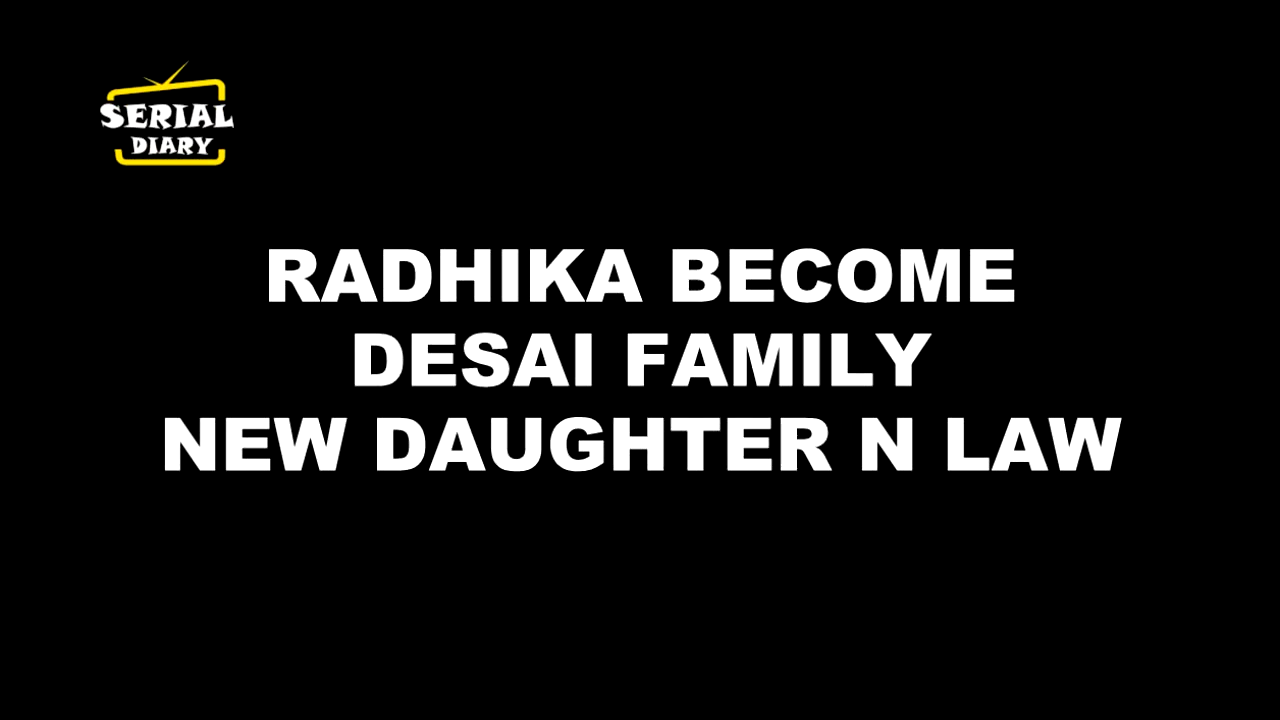 SERIAL
DIARY
RADHIKA BECOME
DESAI FAMILY
NEW DAUGHTER N LAW